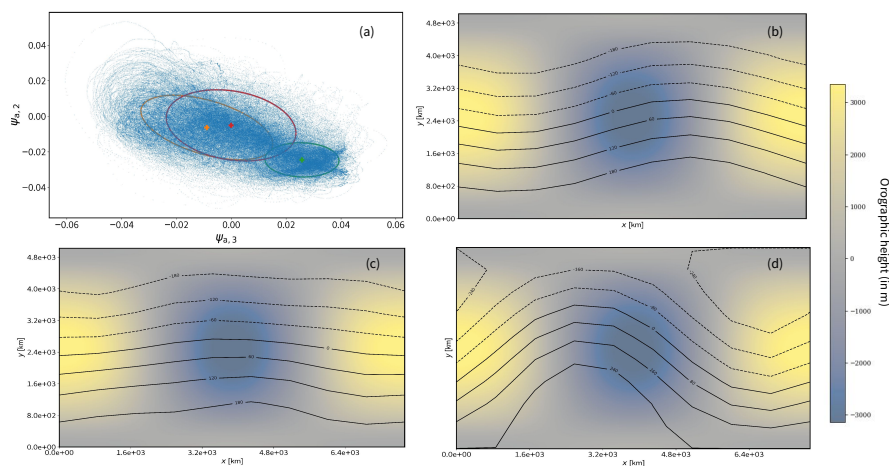 (a)
0.04
0.02
0.00
−0.02
−0.04
ψa, 2
−0.06
−0.04
−0.02
0.00
0.02
0.04
0.06
ψa, 3
(b)
4.8e+03
4.0e+03
3.2e+03
2.4e+03
1.6e+03
8.0e+02
0.0e+00
y [km]
x [km]
-180
-120
-60
0
60
120
180
(c)
4.8e+03
4.0e+03
3.2e+03
2.4e+03
1.6e+03
8.0e+02
0.0e+00
y [km]
0.0e+00
1.6e+03
3.2e+03
4.8e+03
6.4e+03
x [km]
-180
-120
-60
0
60
120
180
(d)
y [km]
0.0e+00
1.6e+03
3.2e+03
4.8e+03
6.4e+03
x [km]
-160
-80
0
80
160
240
3000
2000
1000
0
−1000
−2000
−3000
Orographic height (in m)